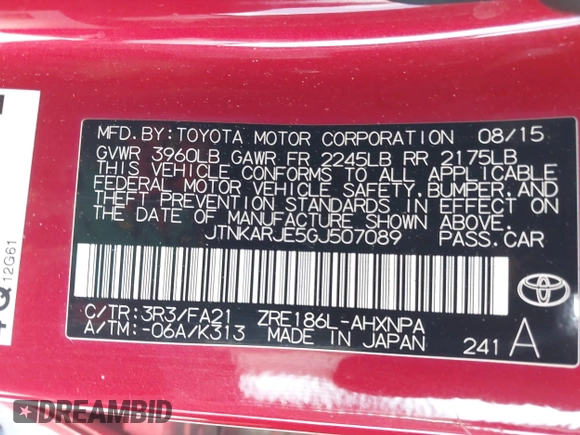 MFD.BY:TOYOTA MOTOR CORPORATION 08/15
GVWR 3960LB GAWR FR 2245LB RR 2175LB
THIS VEHICLE CONFORMS TO ALL APPLICABLE
FEDERAL MOTOR VEHICLE SAFETY, BUMPER, AND
THEFT PREVENTION STANDARDS IN EFFECT ON
THE DATE OF MANUFACTURE SHOWN ABOVE.
JTNKARJE5GJ507089 PASS.CAR
C/TR:3R3/FA21 ZRE186L-AHXNPA
A/TM:-06A/K313 MADE IN JAPAN 241 A
12G61
DREAMBID